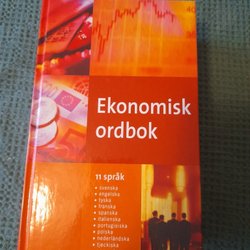 Ekonomisk
ordbok
11 språk
• svenska
• engelska
• tyska
• franska
• spanska
• italienska
• portugisiska
• polska
• nederländska
• tjeckiska